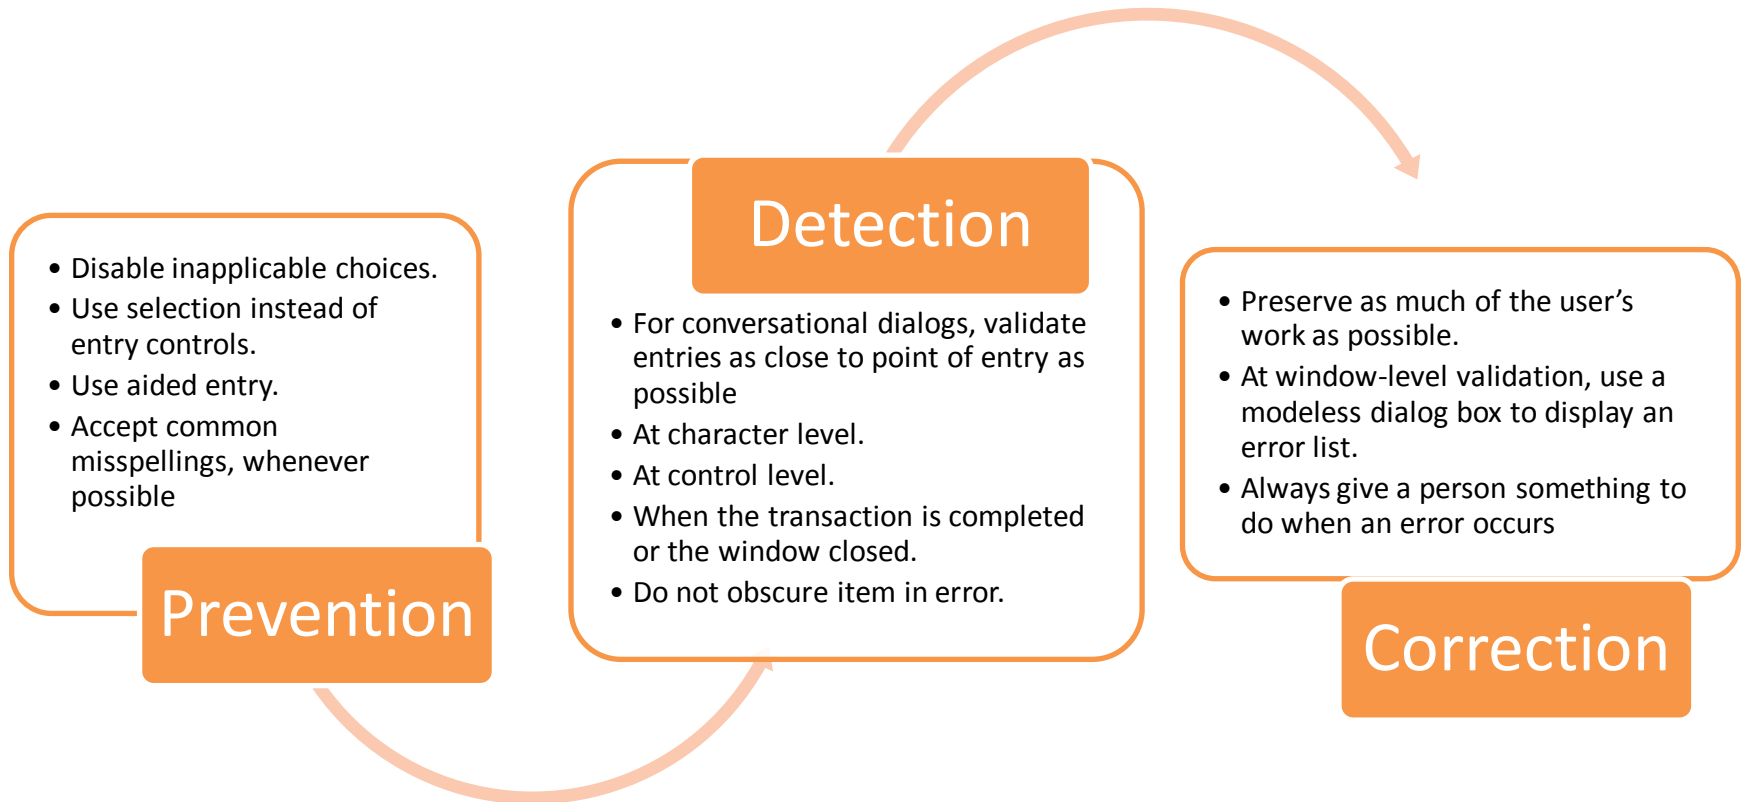 • Disable inapplicable choices.
• Use selection instead of
entry controls.
• Use aided entry.
• Accept common
misspellings, whenever
possible
Prevention
Detection
• For conversational dialogs, validate
entries as close to point of entry as
possible
• At character level.
• At control level.
• When the transaction is completed
or the window closed.
• Do not obscure item in error.
• Preserve as much of the user’s
work as possible.
• At window-level validation, use a
modeless dialog box to display an
error list.
• Always give a person something to
do when an error occurs
Correction